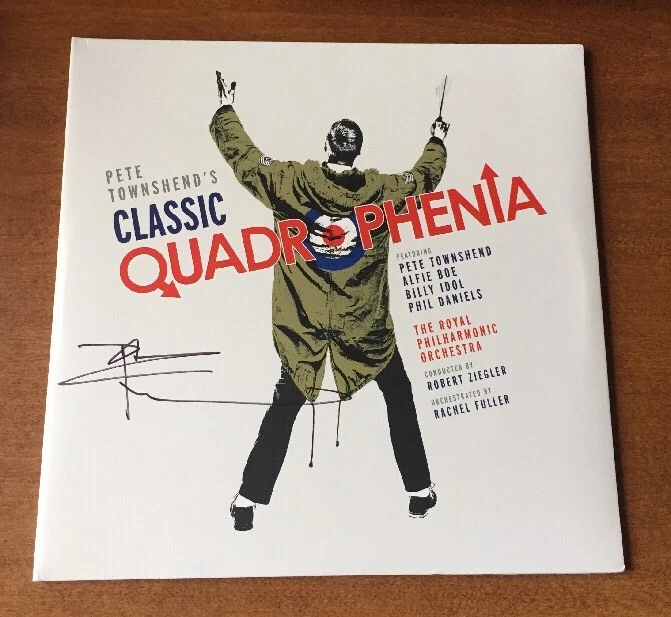 PETE
TOWNSHEND'S
CLASSIC
QUADROPHENIA
FEATURING
PETE TOWNSHEND
ALFIE BOE
BILLY IDOL
PHIL DANIELS
THE ROYAL
PHILHARMONIC
ORCHESTRA
CONDUCTED BY
ROBERT ZIEGLER
ORCHESTRATED BY
RACHEL FULLER